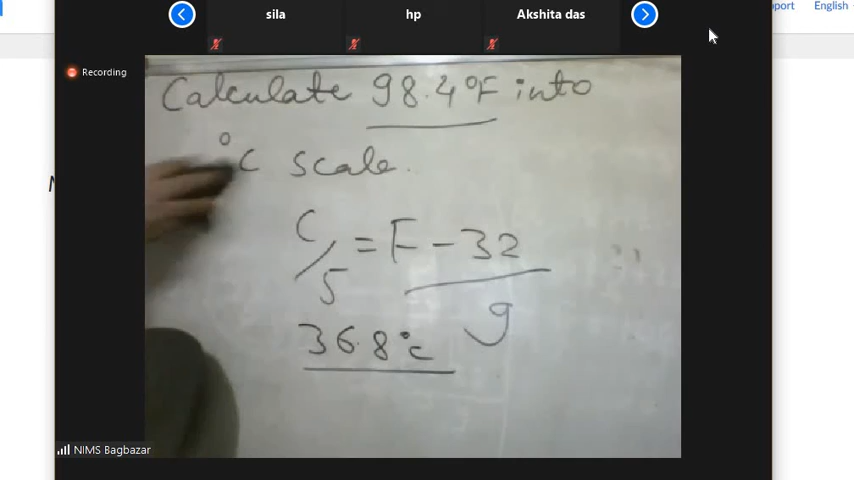 port English
sila hp Akshita das
Recording
Calculate 98.4°F into
°C scale.
C/5 = F - 32
9
36.8°c
NIMS Bagbazar